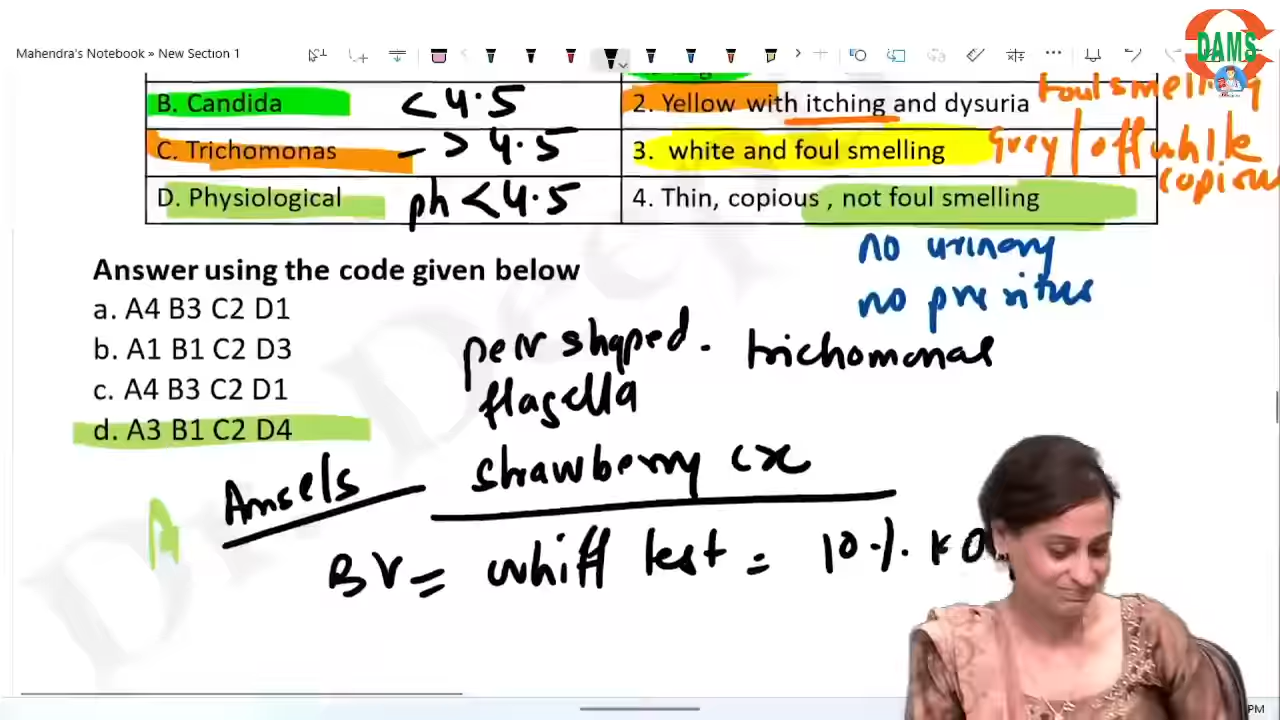 Mahendra's Notebook » New Section 1
DAMS
B. Candida < 4.5 2. Yellow with itching and dysuria foul smelling
C. Trichomonas - > 4.5 3. white and foul smelling Grey / off white
copious
D. Physiological ph < 4.5 4. Thin, copious , not foul smelling
no urinary
no pruritus
Answer using the code given below
a. A4 B3 C2 D1
b. A1 B1 C2 D3
c. A4 B3 C2 D1
d. A3 B1 C2 D4
pear shaped. trichomonas
flagella
Amsels strawberry cx
BV = whiff test = 10 %. KO
PM